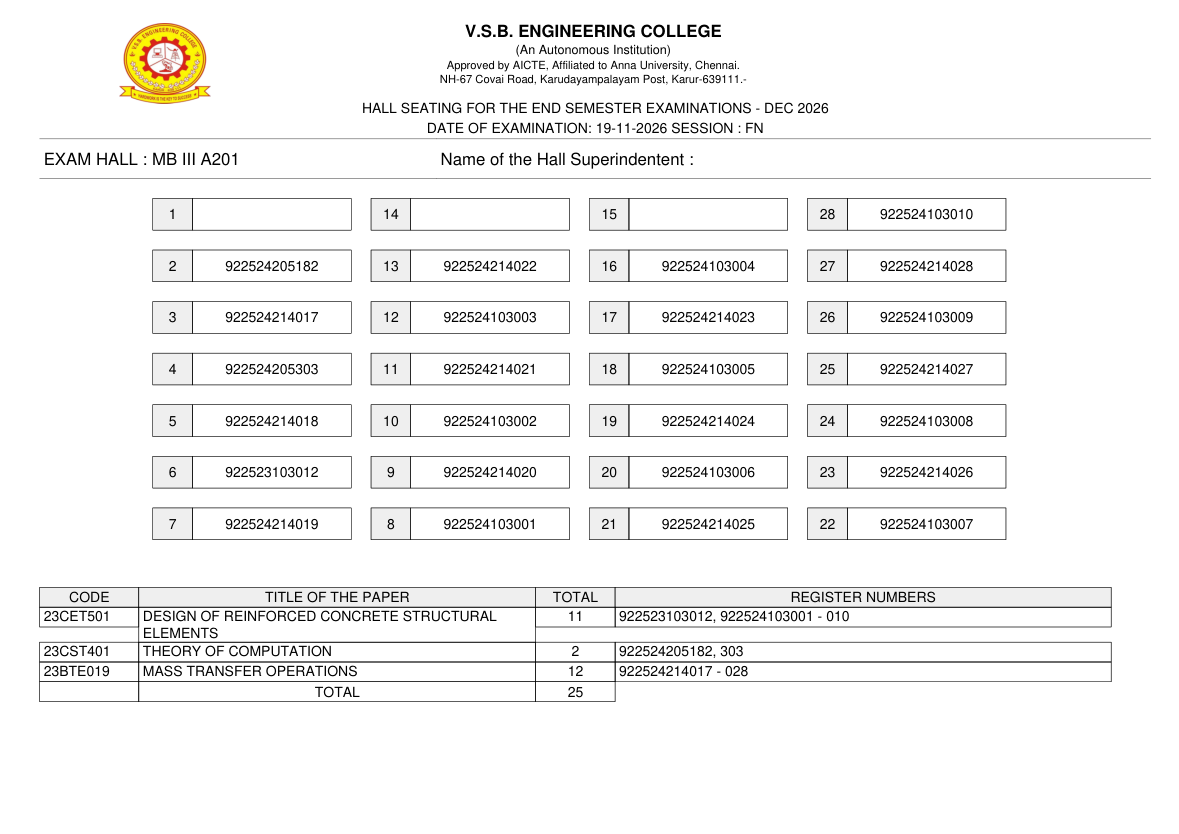 V.S.B. ENGINEERING COLLEGE
(An Autonomous Institution)
Approved by AICTE, Affiliated to Anna University, Chennai.
NH-67 Covai Road, Karudayampalayam Post, Karur-639111.-
HALL SEATING FOR THE END SEMESTER EXAMINATIONS - DEC 2026
DATE OF EXAMINATION: 19-11-2026 SESSION : FN
EXAM HALL : MB III A201 Name of the Hall Superintendent :
1 14 15 28 922524103010
2 922524205182 13 922524214022 16 922524103004 27 922524214028
3 922524214017 12 922524103003 17 922524214023 26 922524103009
4 922524205303 11 922524214021 18 922524103005 25 922524214027
5 922524214018 10 922524103002 19 922524214024 24 922524103008
6 922523103012 9 922524214020 20 922524103006 23 922524214026
7 922524214019 8 922524103001 21 922524214025 22 922524103007
CODE TITLE OF THE PAPER TOTAL REGISTER NUMBERS
23CET501 DESIGN OF REINFORCED CONCRETE STRUCTURAL 11 922523103012, 922524103001 - 010
ELEMENTS
23CST401 THEORY OF COMPUTATION 2 922524205182, 303
23BTE019 MASS TRANSFER OPERATIONS 12 922524214017 - 028
TOTAL 25